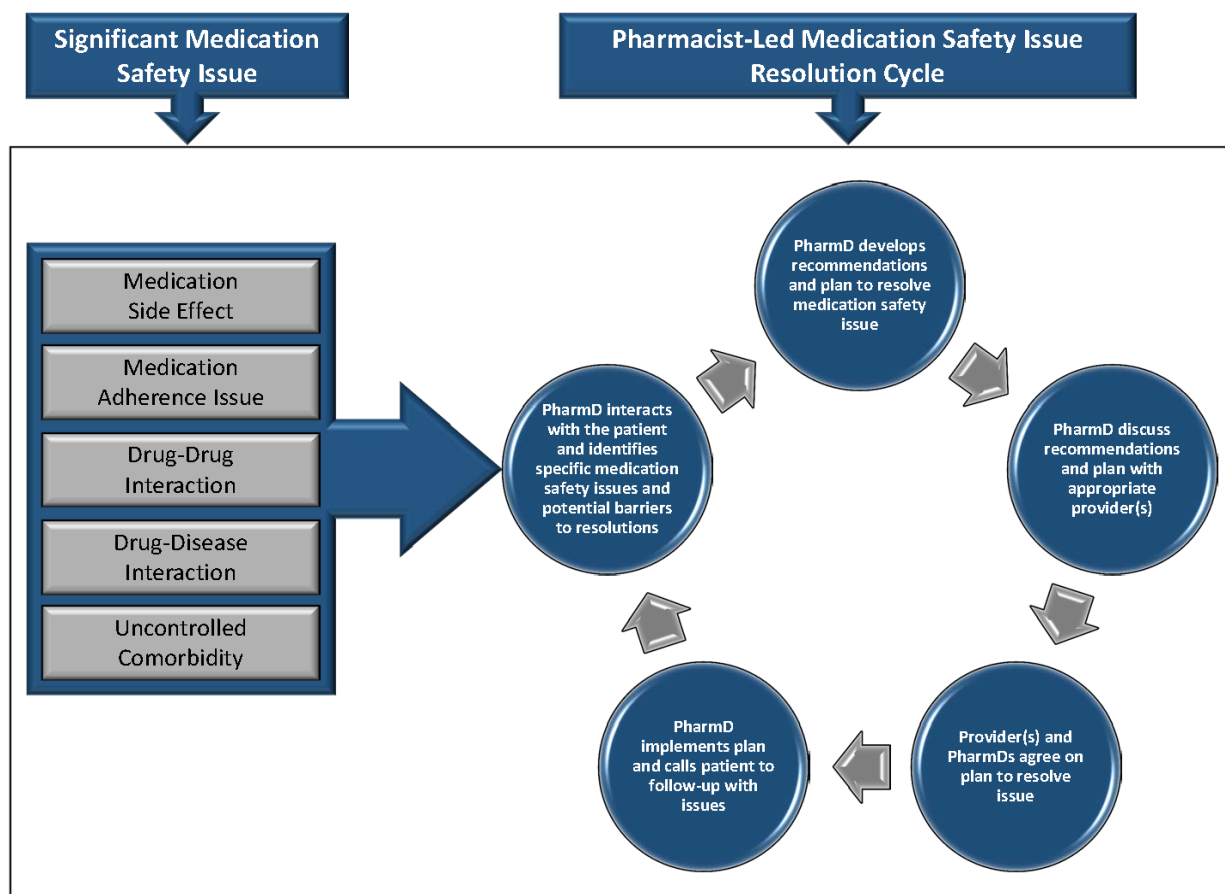 Significant Medication
Safety Issue
Pharmacist-Led Medication Safety Issue
Resolution Cycle
Medication
Side Effect
Medication
Adherence Issue
Drug-Drug
Interaction
Drug-Disease
Interaction
Uncontrolled
Comorbidity
PharmD interacts
with the patient
and identifies
specific medication
safety issues and
potential barriers
to resolutions
PharmD develops
recommendations
and plan to resolve
medication safety
issue
PharmD discuss
recommendations
and plan with
appropriate
provider(s)
Provider(s) and
PharmDs agree on
plan to resolve
issue
PharmD
implements plan
and calls patient to
follow-up with
issues